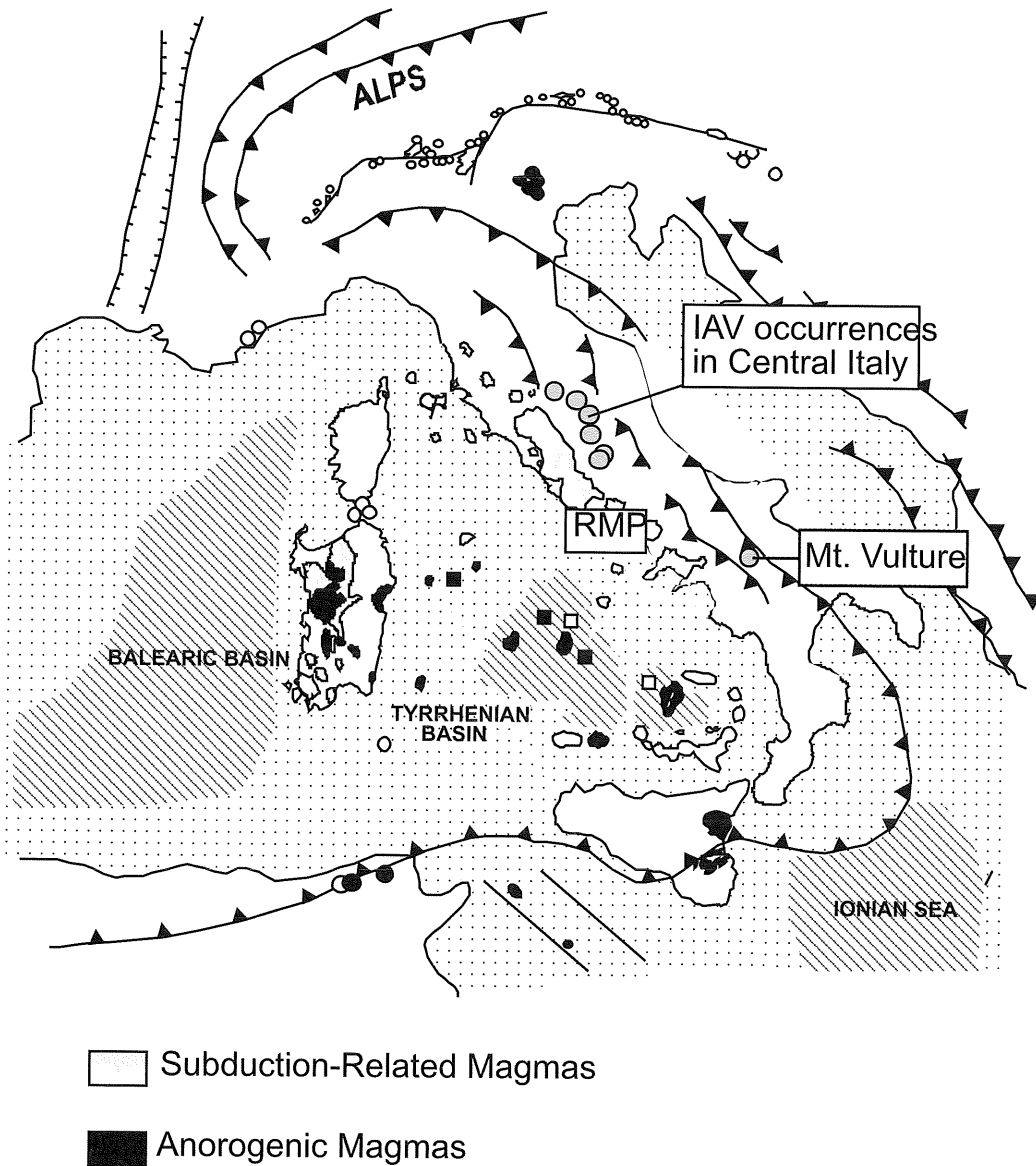 ALPS
IAV occurrences
in Central Italy
RMP
Mt. Vulture
BALEARIC BASIN
TYRRHENIAN
BASIN
IONIAN SEA
Subduction-Related Magmas
Anorogenic Magmas